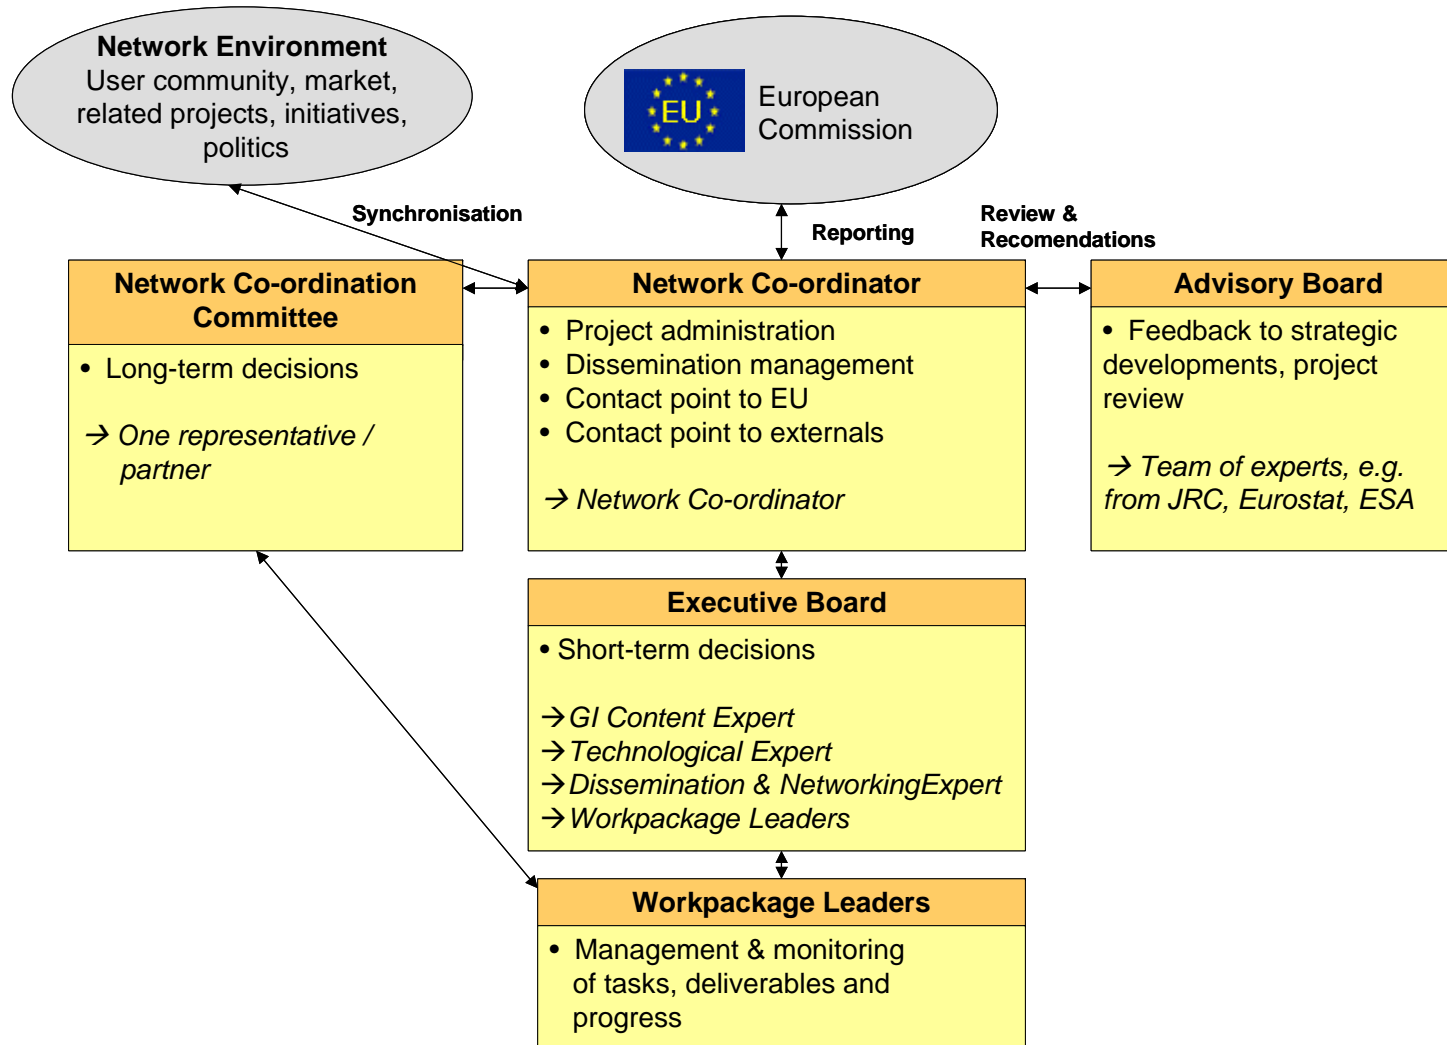 Network Environment
User community, market,
related projects, initiatives,
politics
EU
European
Commission
Synchronisation
Reporting
Review &
Recomendations
Network Co-ordination
Committee
• Long-term decisions
→ One representative /
partner
Network Co-ordinator
• Project administration
• Dissemination management
• Contact point to EU
• Contact point to externals
→ Network Co-ordinator
Advisory Board
• Feedback to strategic
developments, project
review
→ Team of experts, e.g.
from JRC, Eurostat, ESA
Executive Board
• Short-term decisions
→ GI Content Expert
→ Technological Expert
→ Dissemination & NetworkingExpert
→ Workpackage Leaders
Workpackage Leaders
• Management & monitoring
of tasks, deliverables and
progress